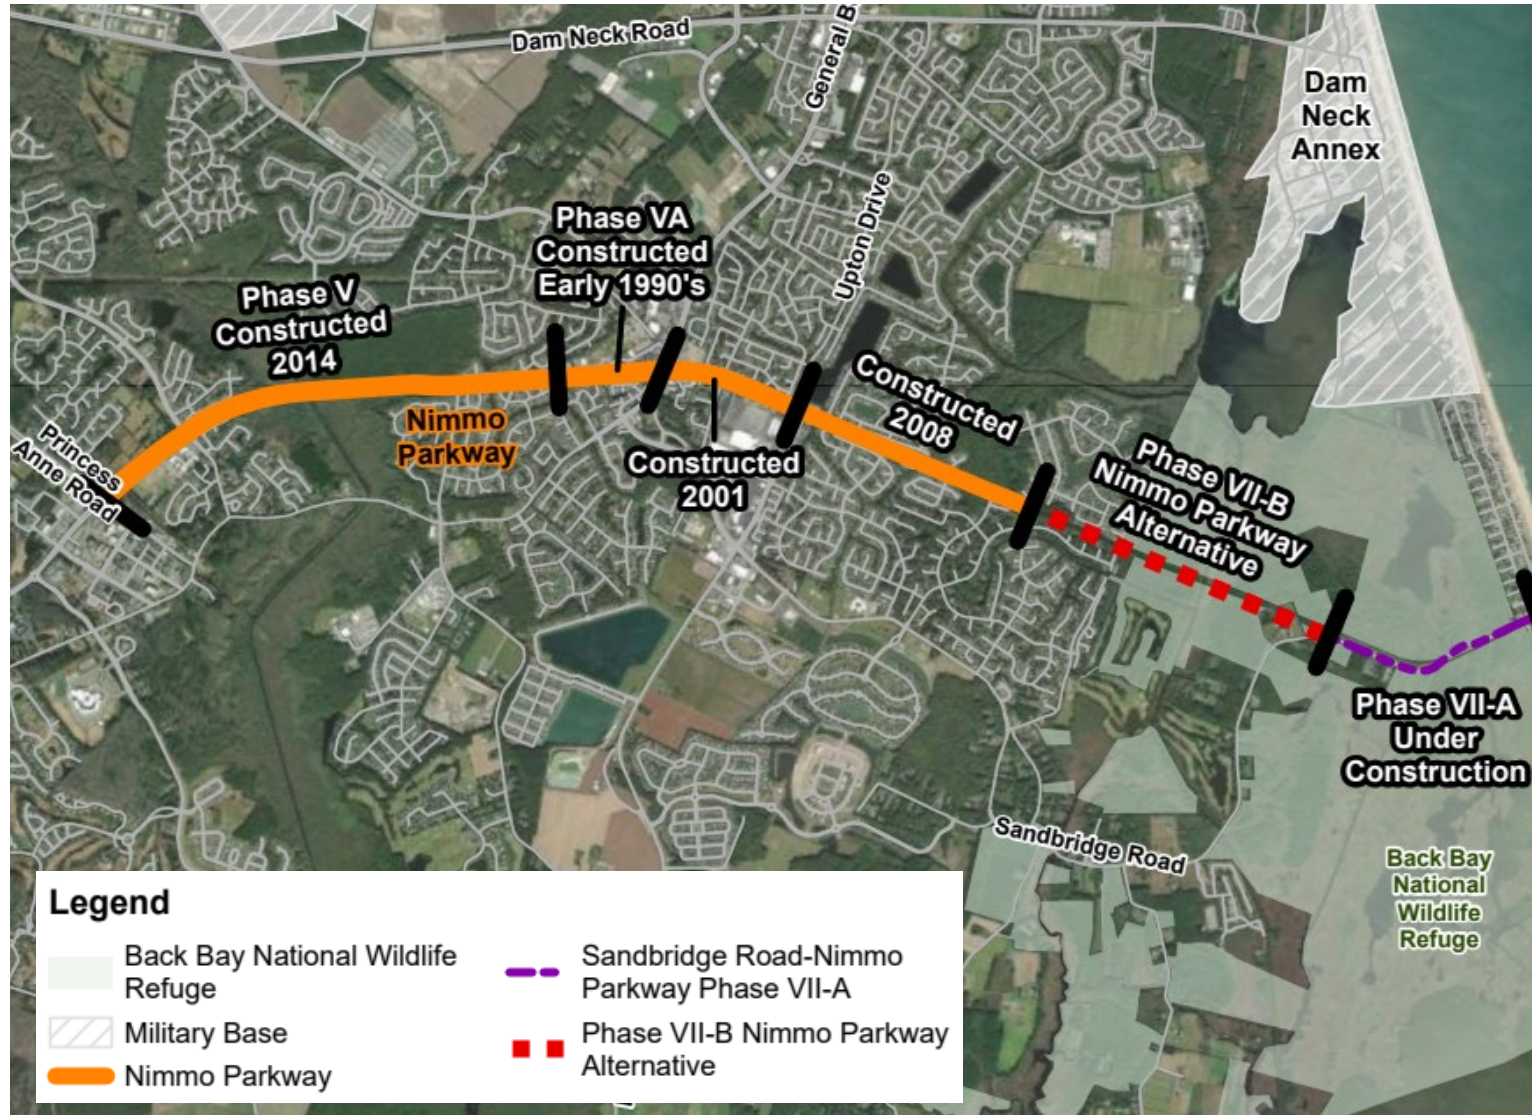 Dam Neck Road
General B
Dam
Neck
Annex
Upton Drive
Phase VA
Constructed
Early 1990's
Phase V
Constructed
2014
Nimmo
Parkway
Princess
Anne Road
Constructed
2001
Constructed
2008
Phase VII-B
Nimmo Parkway
Alternative
Phase VII-A
Under
Construction
Sandbridge Road
Back Bay
National
Wildlife
Refuge
Legend
Back Bay National Wildlife
Refuge
Military Base
Nimmo Parkway
Sandbridge Road-Nimmo
Parkway Phase VII-A
Phase VII-B Nimmo Parkway
Alternative